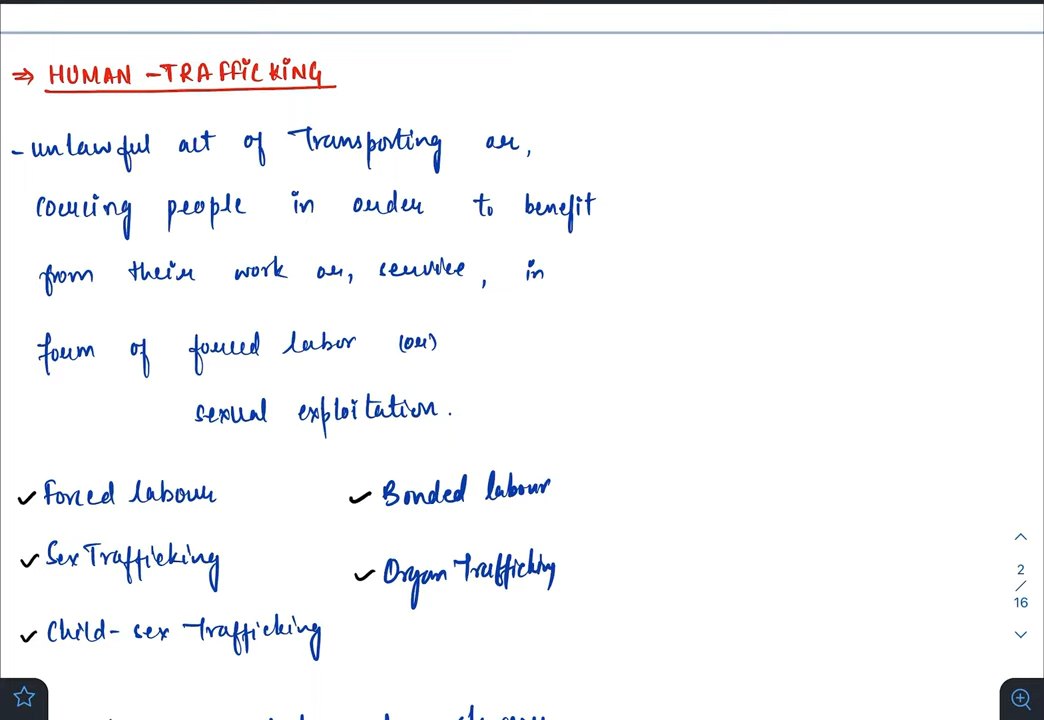 ⇒ HUMAN - TRAFFICKING
- unlawful act of Transporting or,
coercing people in order to benefit
from their work or, service, in
form of forced labor (or)
sexual exploitation.
✓ Forced labour ✓ Bonded labour
✓ Sex Trafficking ✓ Organ Trafficking
✓ Child - sex Trafficking
2
/
16